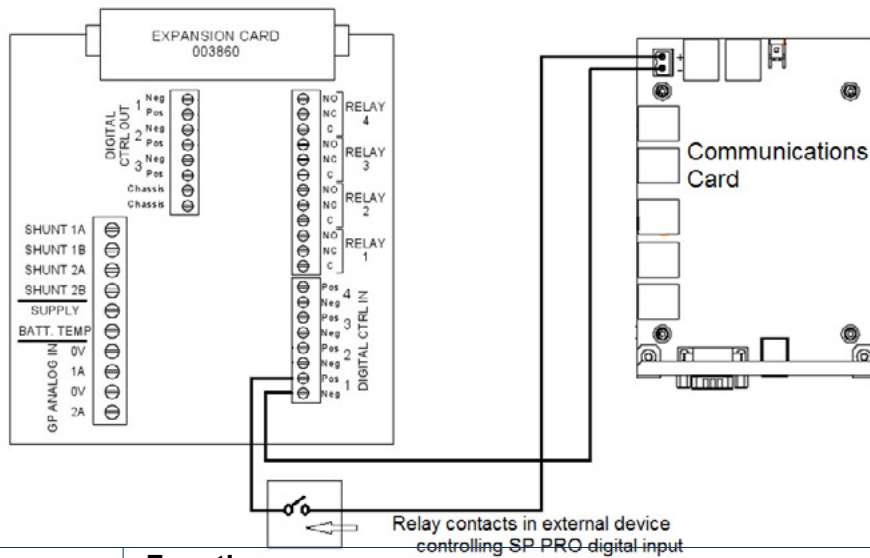 EXPANSION CARD
003860
DIGITAL
CTRL OUT
1
Neg
Pos
2
Neg
Pos
3
Neg
Pos
Chassis
Chassis
NO
NC
C
RELAY
4
NO
NC
C
RELAY
3
NO
NC
C
RELAY
2
NO
NC
C
RELAY
1
SHUNT 1A
SHUNT 1B
SHUNT 2A
SHUNT 2B
SUPPLY
BATT. TEMP
GP ANALOG IN
0V
1A
0V
2A
Pos
Neg
4
Pos
Neg
3
Pos
Neg
2
Pos
Neg
1
DIGITAL CTRL IN
+
-
Communications
Card
Relay contacts in external device
controlling SP PRO digital input